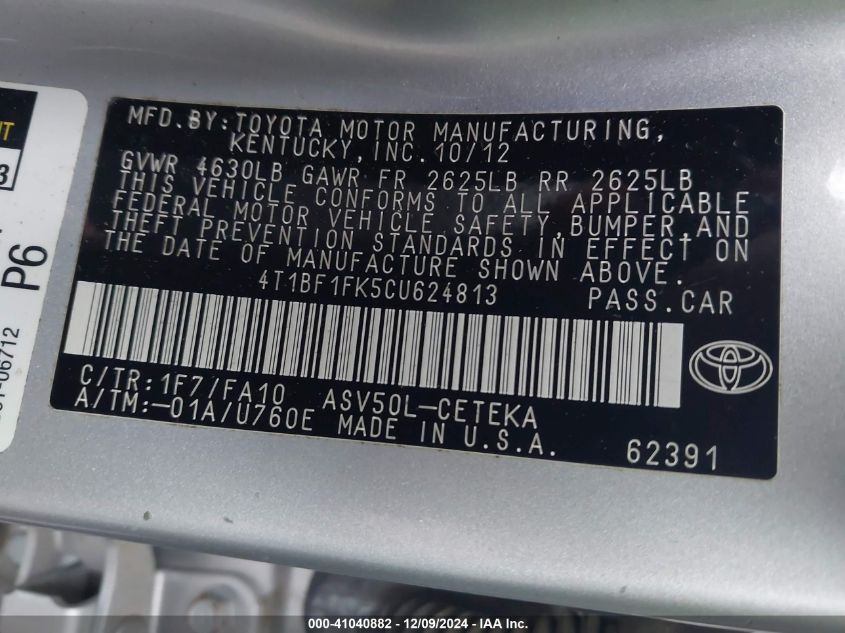 MFD.BY:TOYOTA MOTOR MANUFACTURING,
KENTUCKY, INC. 10/12
GVWR 4630LB GAWR FR 2625LB RR 2625LB
THIS VEHICLE CONFORMS TO ALL APPLICABLE
FEDERAL MOTOR VEHICLE SAFETY, BUMPER, AND
THEFT PREVENTION STANDARDS IN EFFECT ON
THE DATE OF MANUFACTURE SHOWN ABOVE.
4T1BF1FK5CU624813 PASS.CAR
C/TR:1F7/FA10 ASV50L-CETEKA
A/TM:-01A/U760E MADE IN U.S.A. 62391
P6
000-41040882 - 12/09/2024 - IAA Inc.